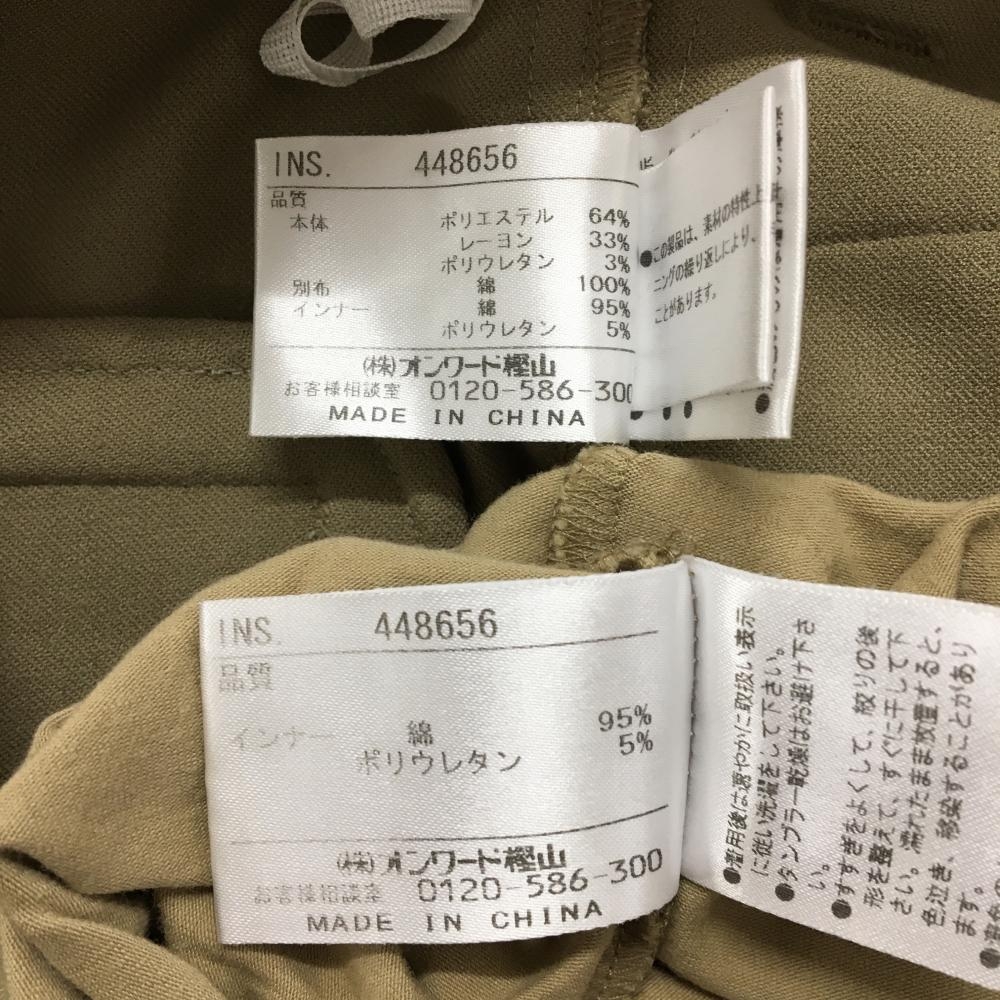 INS. 448656
品質
本体 ポリエステル 64%
レーヨン 33%
ポリウレタン 3%
別布 綿 100%
インナー 綿 95%
ポリウレタン 5%
(株)オンワード樫山
お客様相談室 0120-586-300
MADE IN CHINA
●この製品は、素材の特性上
ニングの繰り返しにより、
ことがあります。
INS. 448656
品質
インナー 綿 95%
ポリウレタン 5%
(株)オンワード樫山
お客様相談室 0120-586-300
MADE IN CHINA
●着用後は速やかに取扱い表示
に従い洗濯をして下さい。
●タンブラー乾燥はお避け下さ
い。
●すすぎをよくして、絞りの後
形を整えて、すぐに干して下
さい。濡れたまま放置すると、
色泣き、移染することがあり
ます。